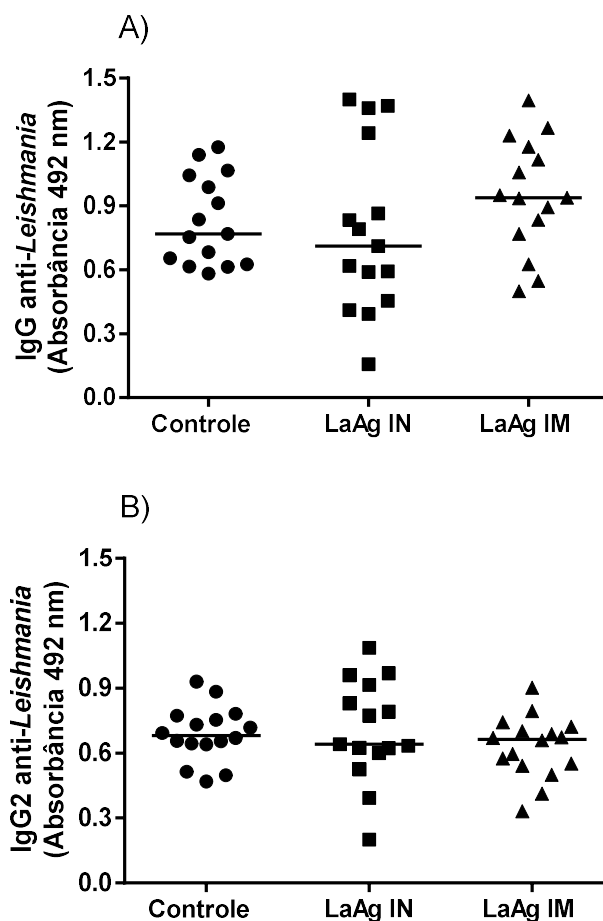 A)
IgG anti-Leishmania
(Absorbância 492 nm)
1.5
1.2
0.9
0.6
0.3
0.0
Controle LaAg IN LaAg IM
B)
IgG2 anti-Leishmania
(Absorbância 492 nm)
1.5
1.2
0.9
0.6
0.3
0.0
Controle LaAg IN LaAg IM